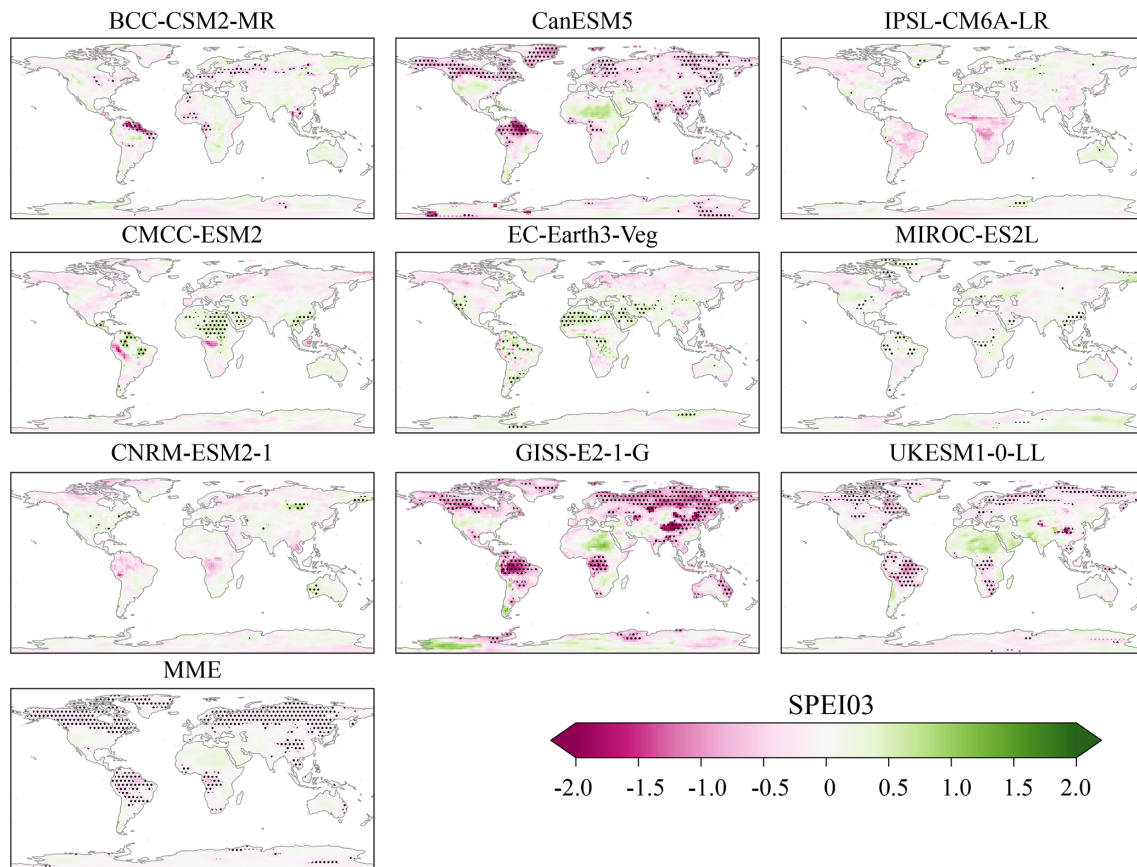 BCC-CSM2-MR
CanESM5
IPSL-CM6A-LR
CMCC-ESM2
EC-Earth3-Veg
MIROC-ES2L
CNRM-ESM2-1
GISS-E2-1-G
UKESM1-0-LL
MME
SPEI03
-2.0 -1.5 -1.0 -0.5 0 0.5 1.0 1.5 2.0